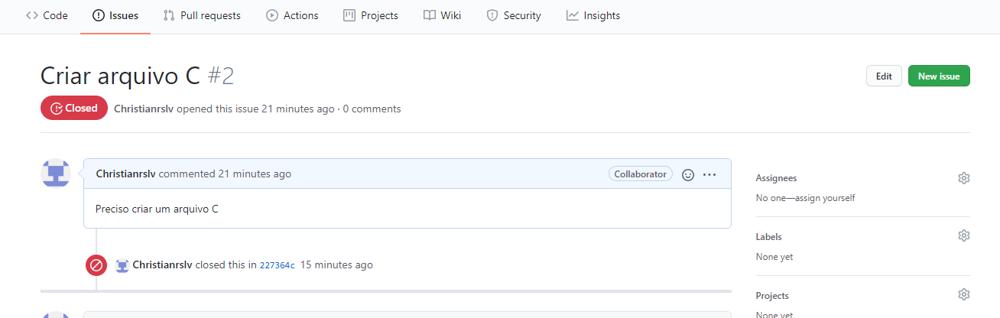 Code Issues Pull requests Actions Projects Wiki Security Insights
Criar arquivo C #2
Edit New issue
Closed Christianrslv opened this issue 21 minutes ago · 0 comments
Christianrslv commented 21 minutes ago Collaborator
Preciso criar um arquivo C
Christianrslv closed this in 227364c 15 minutes ago
Assignees
No one—assign yourself
Labels
None yet
Projects
None yet